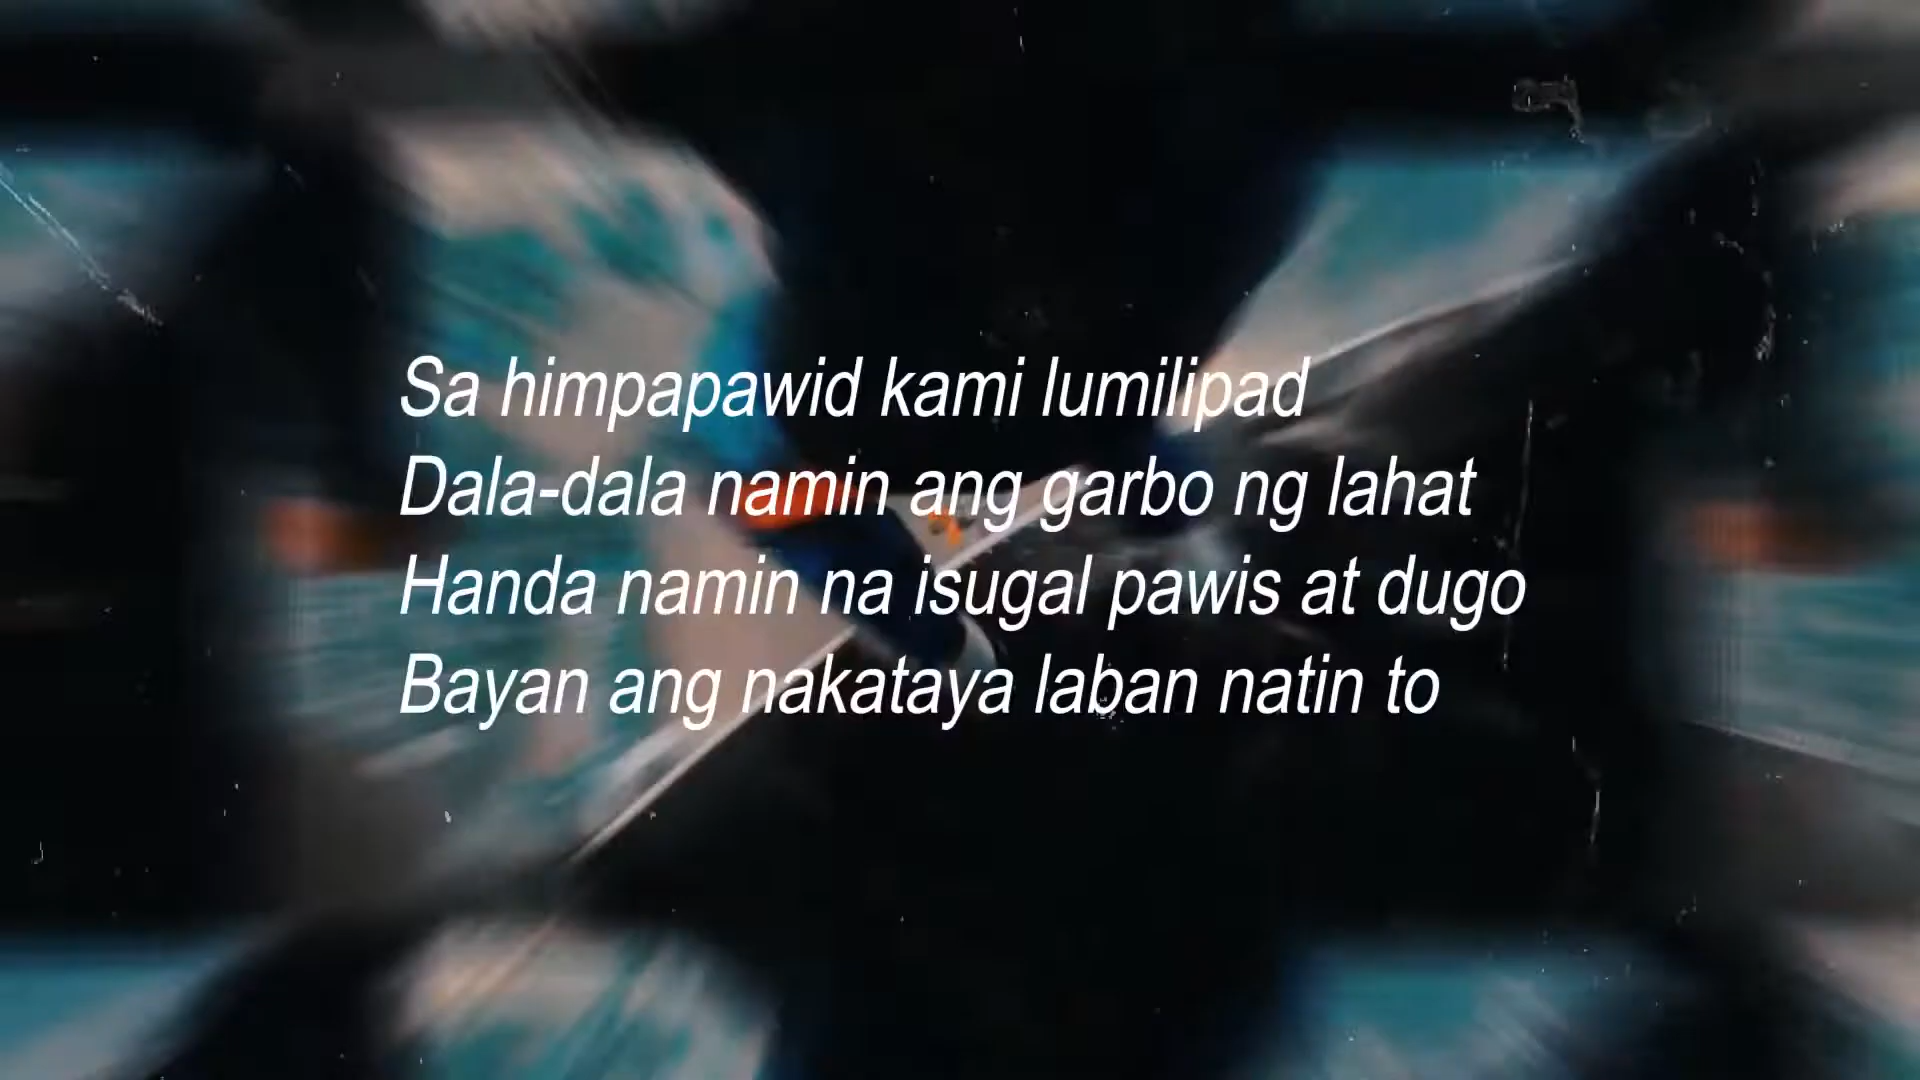 Sa himpapawid kami lumilipad
Dala-dala namin ang garbo ng lahat
Handa namin na isugal pawis at dugo
Bayan ang nakataya laban natin to